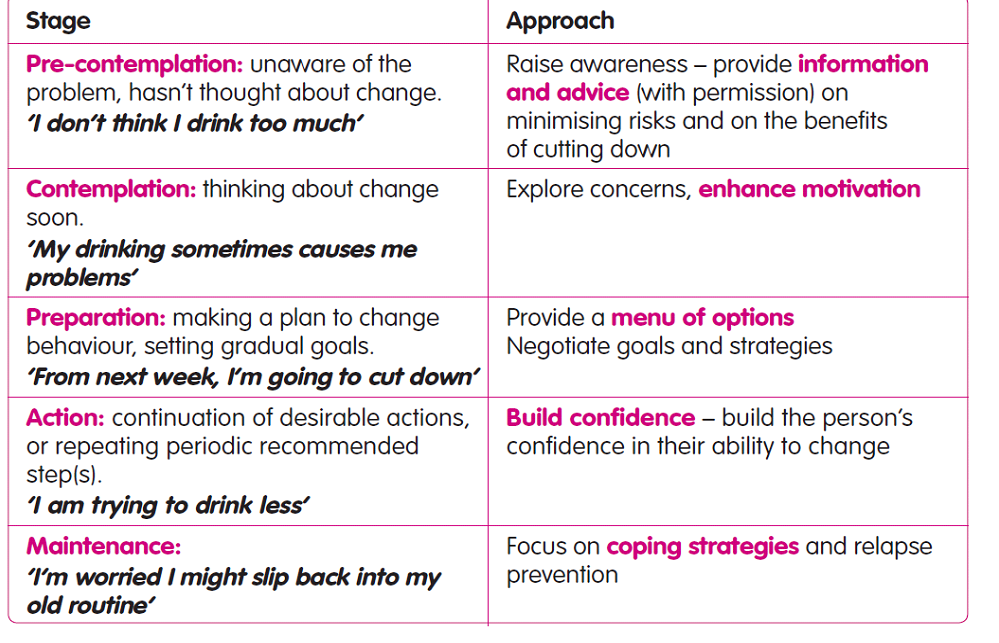 Stage
Approach
Pre-contemplation: unaware of the
problem, hasn’t thought about change.
‘I don’t think I drink too much’
Raise awareness – provide information
and advice (with permission) on
minimising risks and on the benefits
of cutting down
Contemplation: thinking about change
soon.
‘My drinking sometimes causes me
problems’
Explore concerns, enhance motivation
Preparation: making a plan to change
behaviour, setting gradual goals.
‘From next week, I’m going to cut down’
Provide a menu of options
Negotiate goals and strategies
Action: continuation of desirable actions,
or repeating periodic recommended
step(s).
‘I am trying to drink less’
Build confidence – build the person’s
confidence in their ability to change
Maintenance:
‘I’m worried I might slip back into my
old routine’
Focus on coping strategies and relapse
prevention